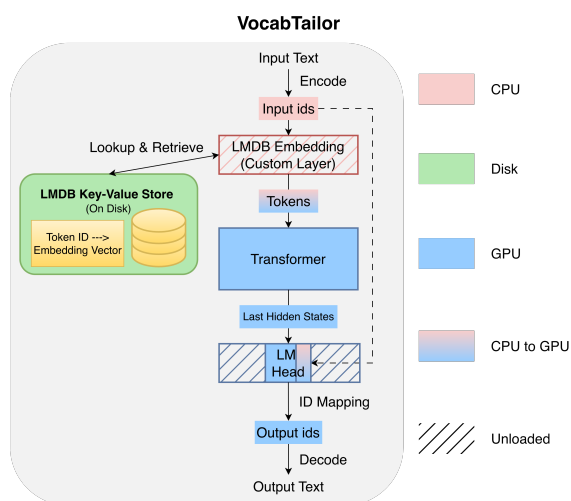 VocabTailor
Input Text
Encode
Input ids
Lookup & Retrieve
LMDB Embedding
(Custom Layer)
LMDB Key-Value Store
(On Disk)
Token ID --->
Embedding Vector
Tokens
Transformer
Last Hidden States
LM
Head
ID Mapping
Output ids
Decode
Output Text
CPU
Disk
GPU
CPU to GPU
Unloaded